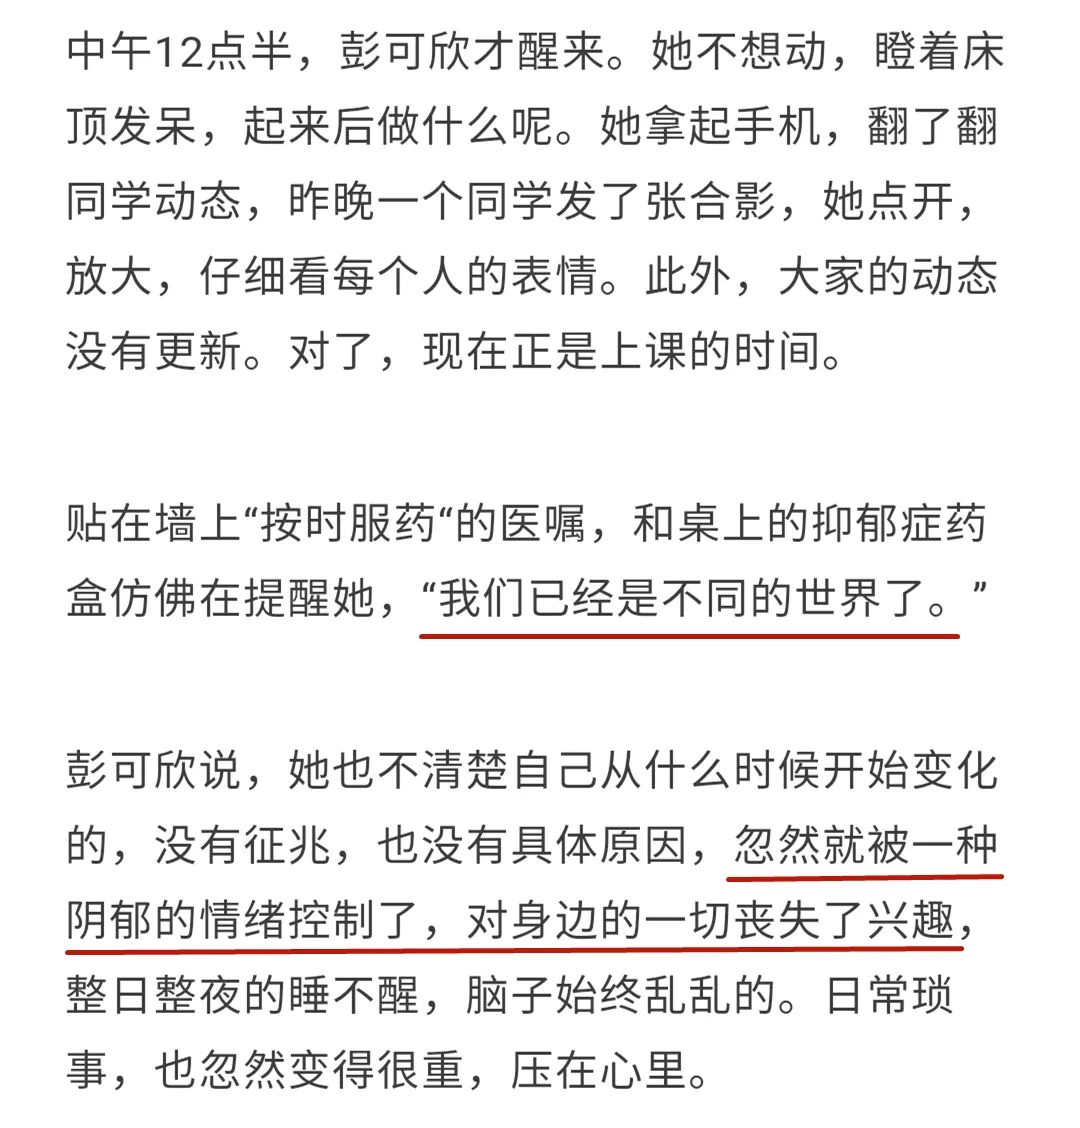 中午12点半，彭可欣才醒来。她不想动，瞪着床
顶发呆，起来后做什么呢。她拿起手机，翻了翻
同学动态，昨晚一个同学发了张合影，她点开，
放大，仔细看每个人的表情。此外，大家的动态
没有更新。对了，现在正是上课的时间。
贴在墙上“按时服药“的医嘱，和桌上的抑郁症药
盒仿佛在提醒她，“我们已经是不同的世界了。”
彭可欣说，她也不清楚自己从什么时候开始变化
的，没有征兆，也没有具体原因，忽然就被一种
阴郁的情绪控制了，对身边的一切丧失了兴趣，
整日整夜的睡不醒，脑子始终乱乱的。日常琐
事，也忽然变得很重，压在心里。